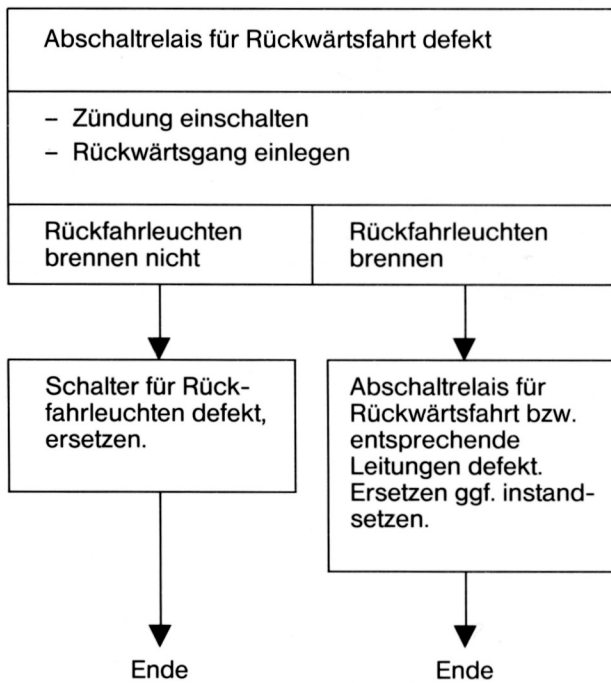 Abschaltrelais für Rückwärtsfahrt defekt
– Zündung einschalten
– Rückwärtsgang einlegen
Rückfahrleuchten
brennen nicht
Rückfahrleuchten
brennen
Schalter für Rück-
fahrleuchten defekt,
ersetzen.
Abschaltrelais für
Rückwärtsfahrt bzw.
entsprechende
Leitungen defekt.
Ersetzen ggf. instand-
setzen.
Ende
Ende